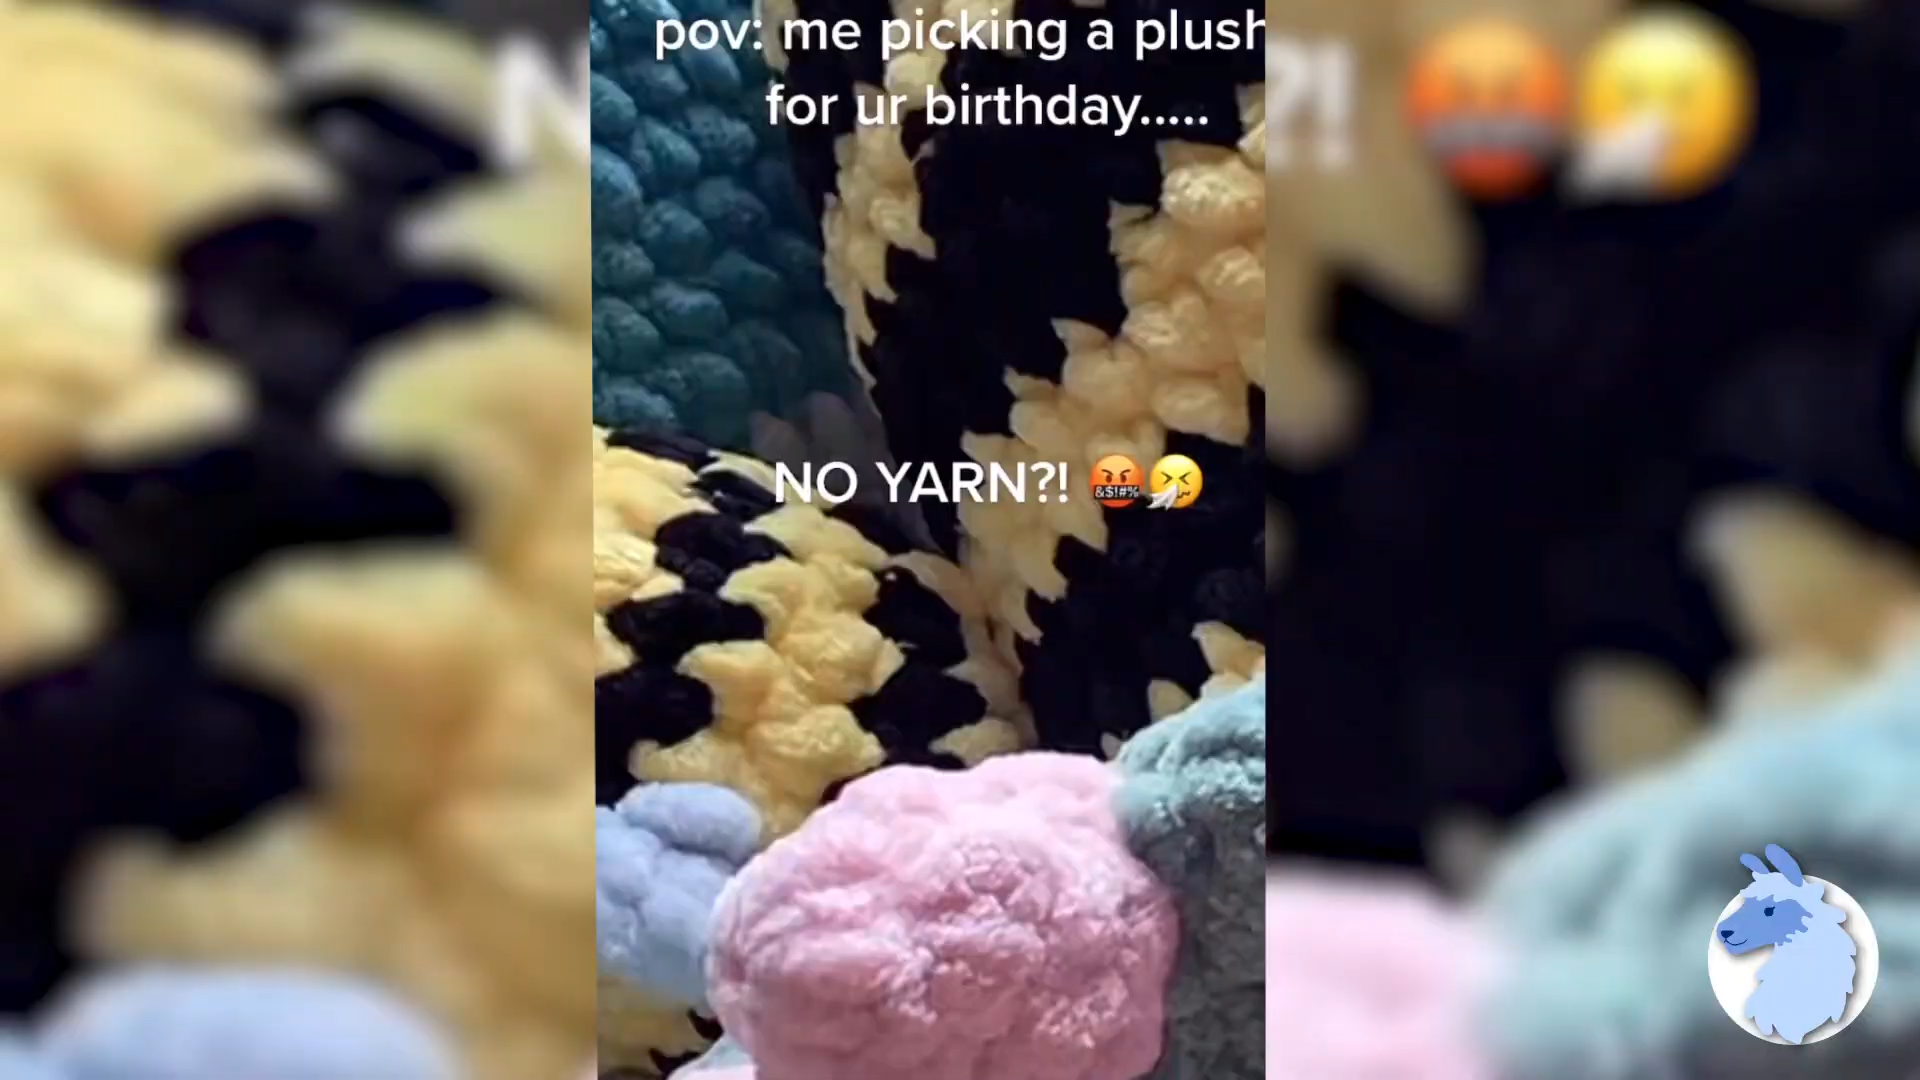 pov: me picking a plush
for ur birthday.....
NO YARN?! 🤬🤧